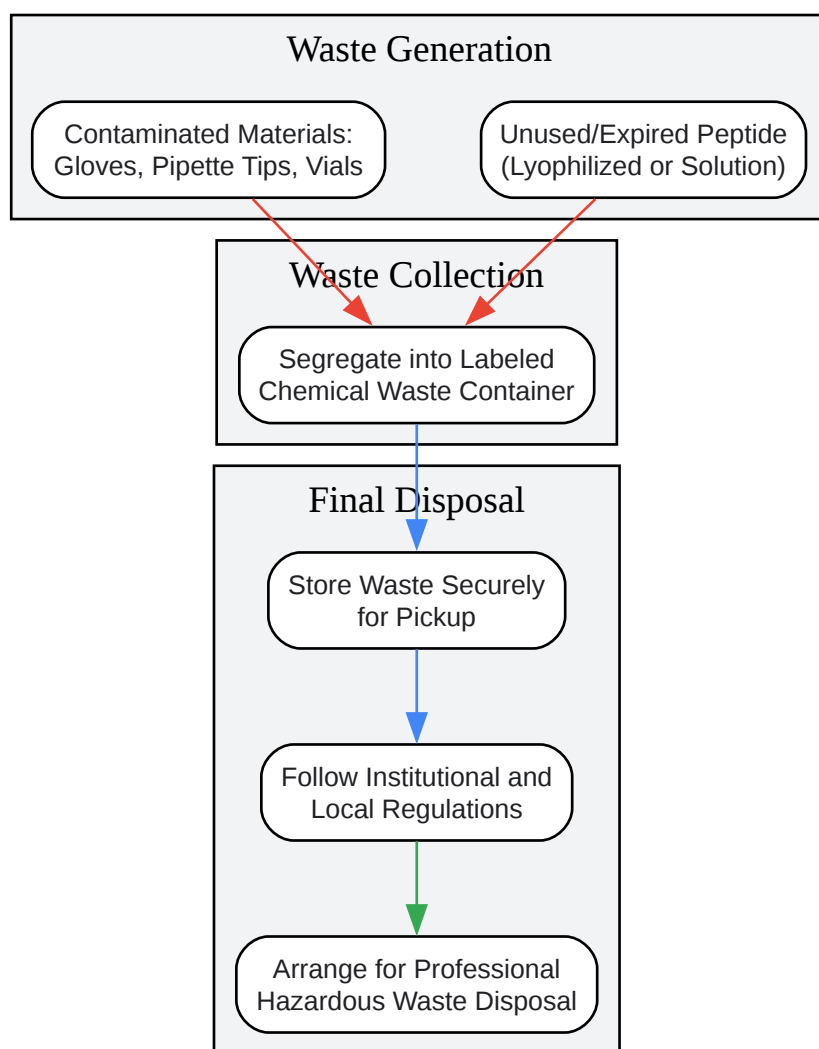 Waste Generation
Contaminated Materials:
Gloves, Pipette Tips, Vials
Unused/Expired Peptide
(Lyophilized or Solution)
Waste Collection
Segregate into Labeled
Chemical Waste Container
Final Disposal
Store Waste Securely
for Pickup
Follow Institutional and
Local Regulations
Arrange for Professional
Hazardous Waste Disposal